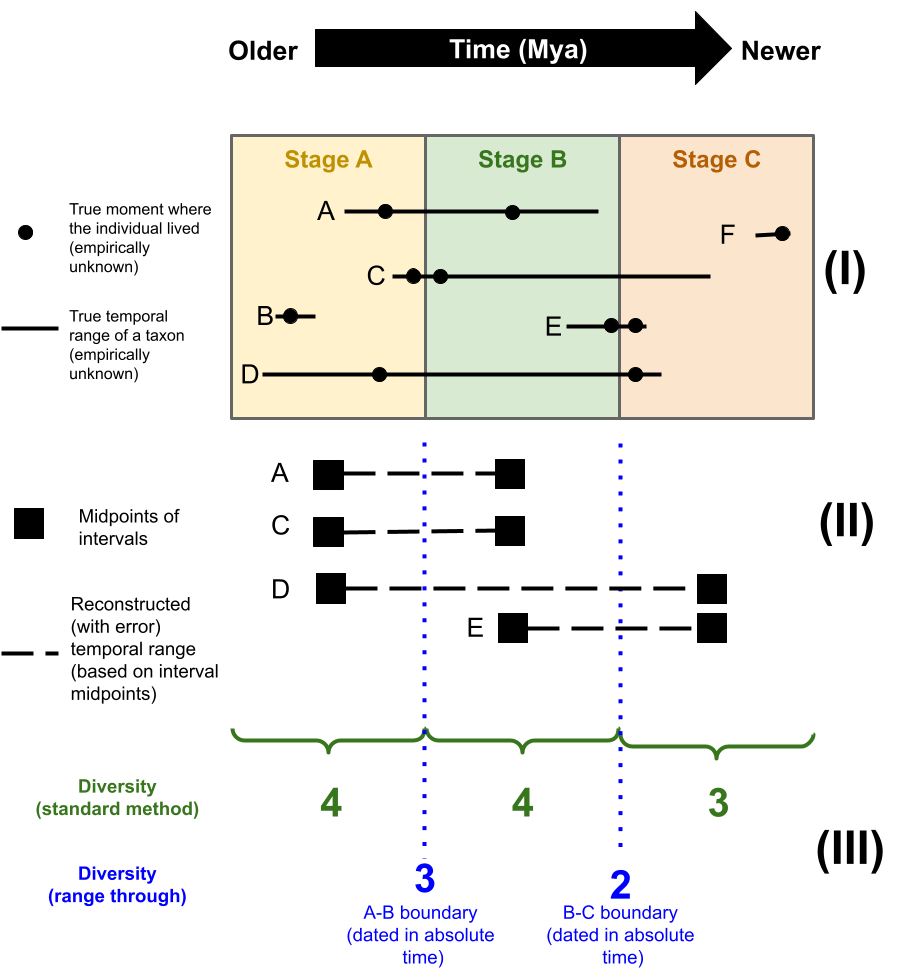 Older
Time (Mya)
Newer
Stage A
Stage B
Stage C
True moment where
the individual lived
(empirically
unknown)
True temporal
range of a taxon
(empirically
unknown)
A
F
C
B
E
D
(I)
A
C
D
E
Midpoints of
intervals
Reconstructed
(with error)
temporal range
(based on interval
midpoints)
(II)
Diversity
(standard method)
4
4
3
(III)
Diversity
(range through)
3
A-B boundary
(dated in absolute
time)
2
B-C boundary
(dated in absolute
time)